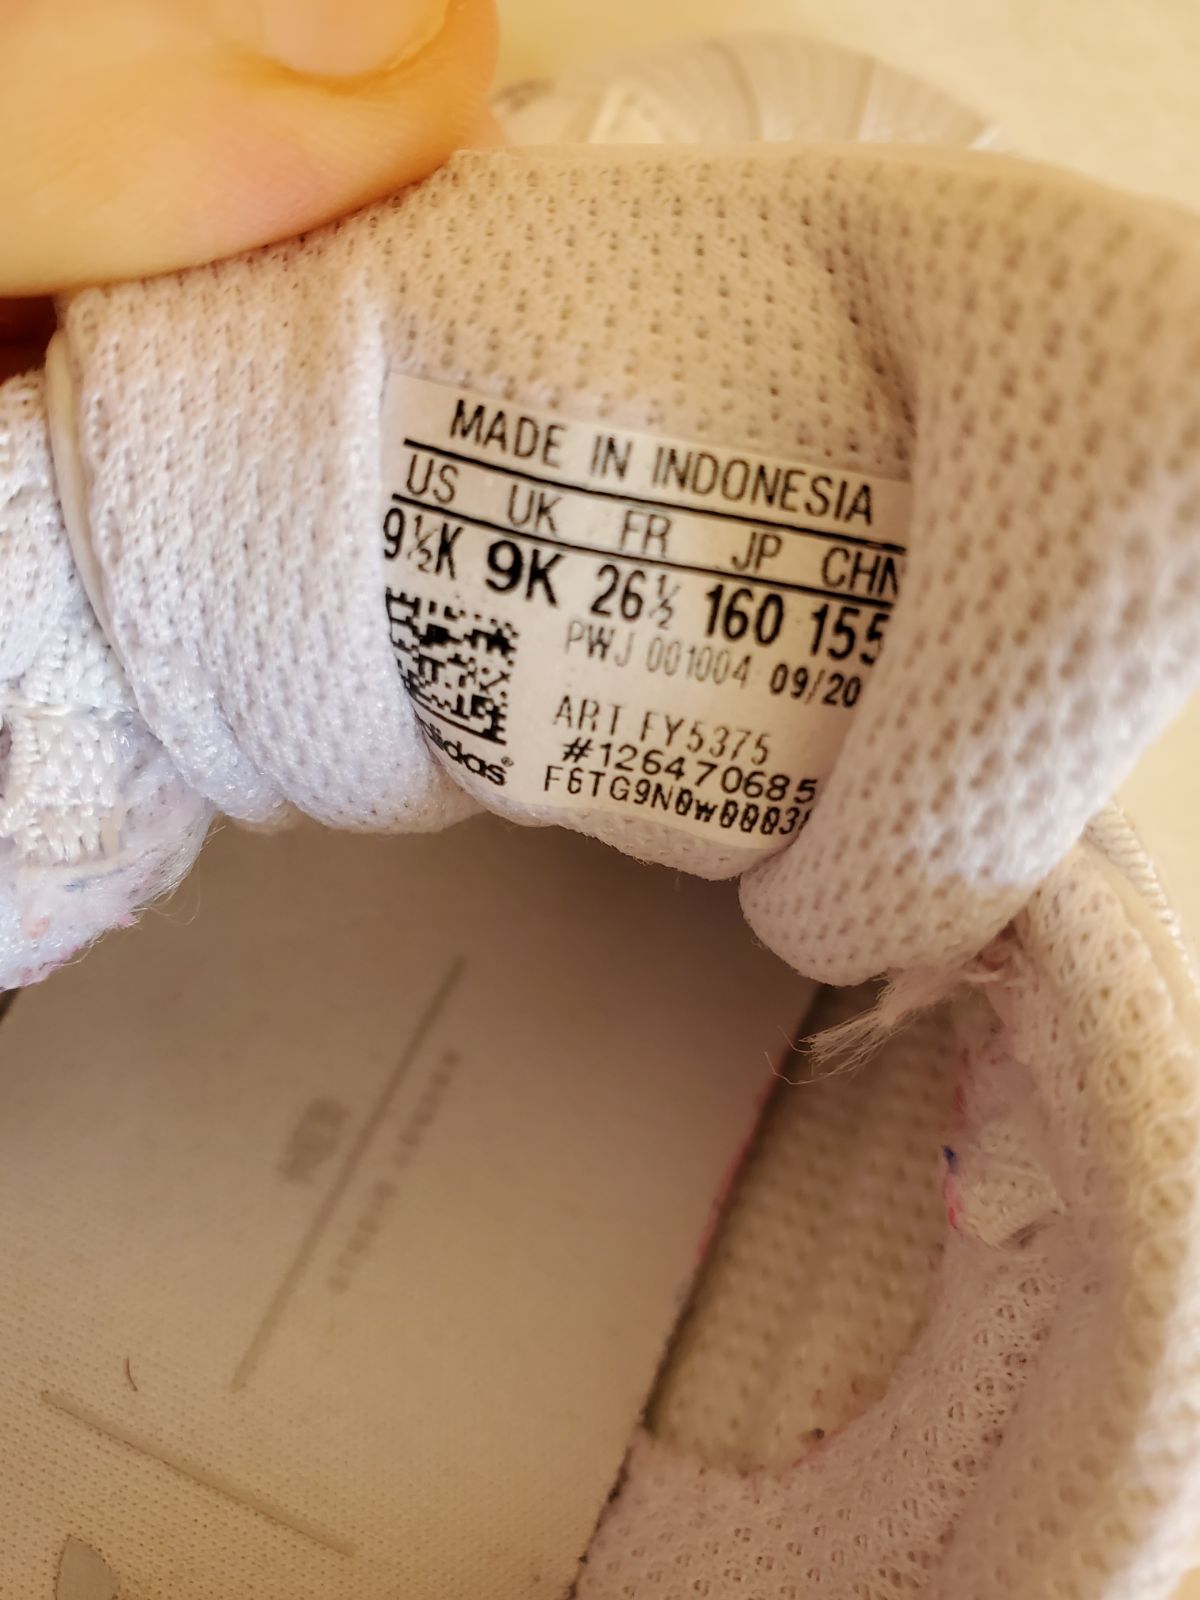 MADE IN INDONESIA
US UK FR JP CHN
9½K 9K 26½ 160 155
PWJ 001004 09/20
ART FY5375
#126470685
F6TG9N0w0003
adidas®